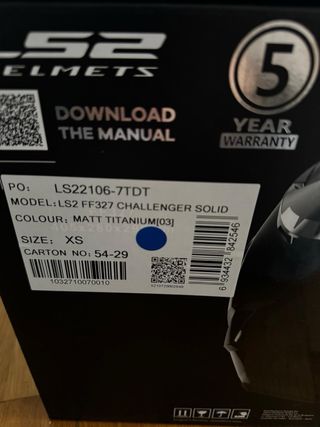 LS2
HELMETS
5
YEAR
WARRANTY
DOWNLOAD
THE MANUAL
PO: LS22106-7TDT
MODEL:LS2 FF327 CHALLENGER SOLID
COLOUR: MATT TITANIUM[03]
SIZE: XS
CARTON NO: 54-29
1032710070010
6 934432 842546